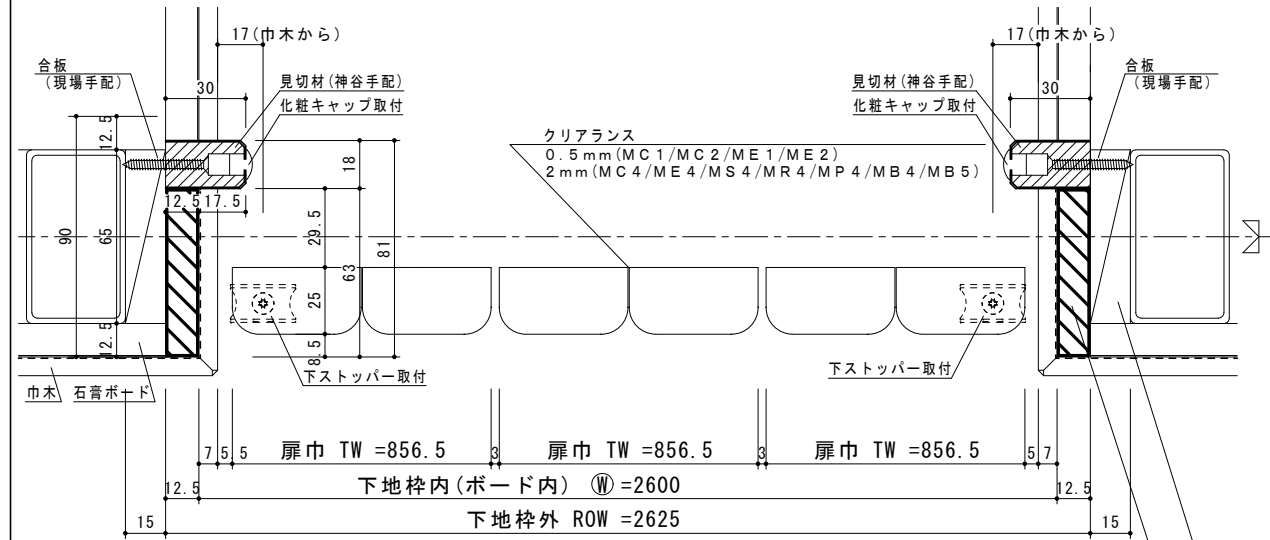 17(巾木から)
17(巾木から)
合板
(現場手配)
30
見切材(神谷手配)
化粧キャップ取付
見切材(神谷手配)
化粧キャップ取付
30
合板
(現場手配)
12.5
クリアランス
0.5mm(MC1/MC2/ME1/ME2)
2mm(MC4/ME4/MS4/MR4/MP4/MB4/MB5)
18
12.5
17.5
90
65
29.5
63
81
25
12.5
8.5
下ストッパー取付
下ストッパー取付
巾木
石膏ボード
7
5.5
扉巾 TW =856.5
3
扉巾 TW =856.5
3
扉巾 TW =856.5
5
7
12.5
下地枠内(ボード内) Ⓦ =2600
12.5
15
下地枠外 ROW =2625
15